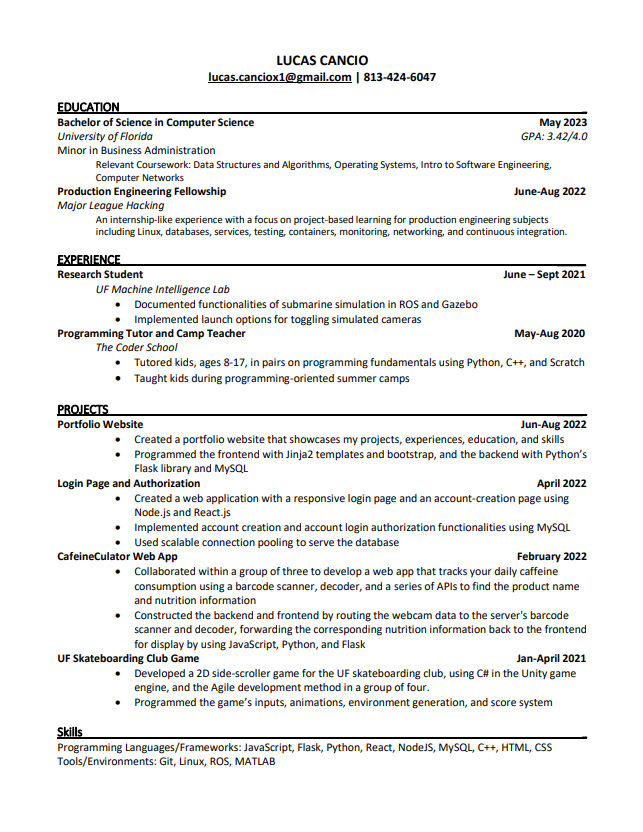 LUCAS CANCIO
lucas.canciox1@gmail.com | 813-424-6047
EDUCATION
Bachelor of Science in Computer Science May 2023
University of Florida GPA: 3.42/4.0
Minor in Business Administration
Relevant Coursework: Data Structures and Algorithms, Operating Systems, Intro to Software Engineering,
Computer Networks
Production Engineering Fellowship June-Aug 2022
Major League Hacking
An internship-like experience with a focus on project-based learning for production engineering subjects
including Linux, databases, services, testing, containers, monitoring, networking, and continuous integration.
EXPERIENCE
Research Student June – Sept 2021
UF Machine Intelligence Lab
• Documented functionalities of submarine simulation in ROS and Gazebo
• Implemented launch options for toggling simulated cameras
Programming Tutor and Camp Teacher May-Aug 2020
The Coder School
• Tutored kids, ages 8-17, in pairs on programming fundamentals using Python, C++, and Scratch
• Taught kids during programming-oriented summer camps
PROJECTS
Portfolio Website Jun-Aug 2022
• Created a portfolio website that showcases my projects, experiences, education, and skills
• Programmed the frontend with Jinja2 templates and bootstrap, and the backend with Python's
Flask library and MySQL
Login Page and Authorization April 2022
• Created a web application with a responsive login page and an account-creation page using
Node.js and React.js
• Implemented account creation and account login authorization functionalities using MySQL
• Used scalable connection pooling to serve the database
CafeineCulator Web App February 2022
• Collaborated within a group of three to develop a web app that tracks your daily caffeine
consumption using a barcode scanner, decoder, and a series of APIs to find the product name
and nutrition information
• Constructed the backend and frontend by routing the webcam data to the server's barcode
scanner and decoder, forwarding the corresponding nutrition information back to the frontend
for display by using JavaScript, Python, and Flask
UF Skateboarding Club Game Jan-April 2021
• Developed a 2D side-scroller game for the UF skateboarding club, using C# in the Unity game
engine, and the Agile development method in a group of four.
• Programmed the game's inputs, animations, environment generation, and score system
Skills
Programming Languages/Frameworks: JavaScript, Flask, Python, React, NodeJS, MySQL, C++, HTML, CSS
Tools/Environments: Git, Linux, ROS, MATLAB